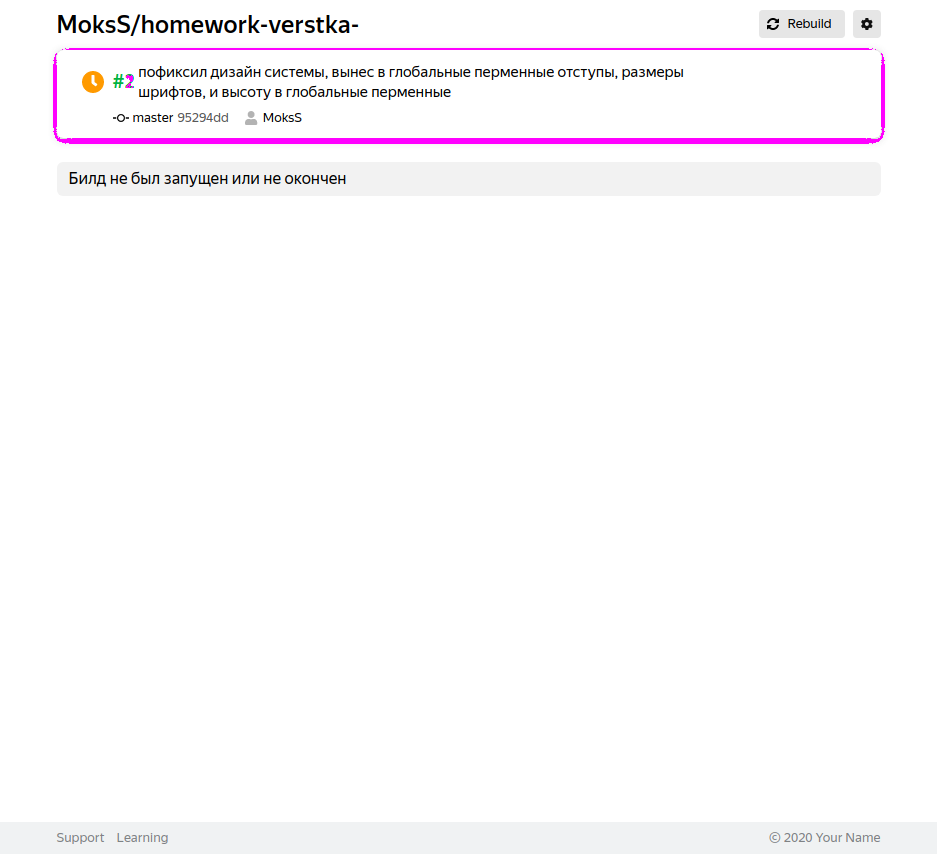 MoksS/homework-verstka-
Rebuild
#2 пофиксил дизайн системы, вынес в глобальные перменные отступы, размеры
шрифтов, и высоту в глобальные перменные
master 95294dd MoksS
Билд не был запущен или не окончен
Support Learning
© 2020 Your Name